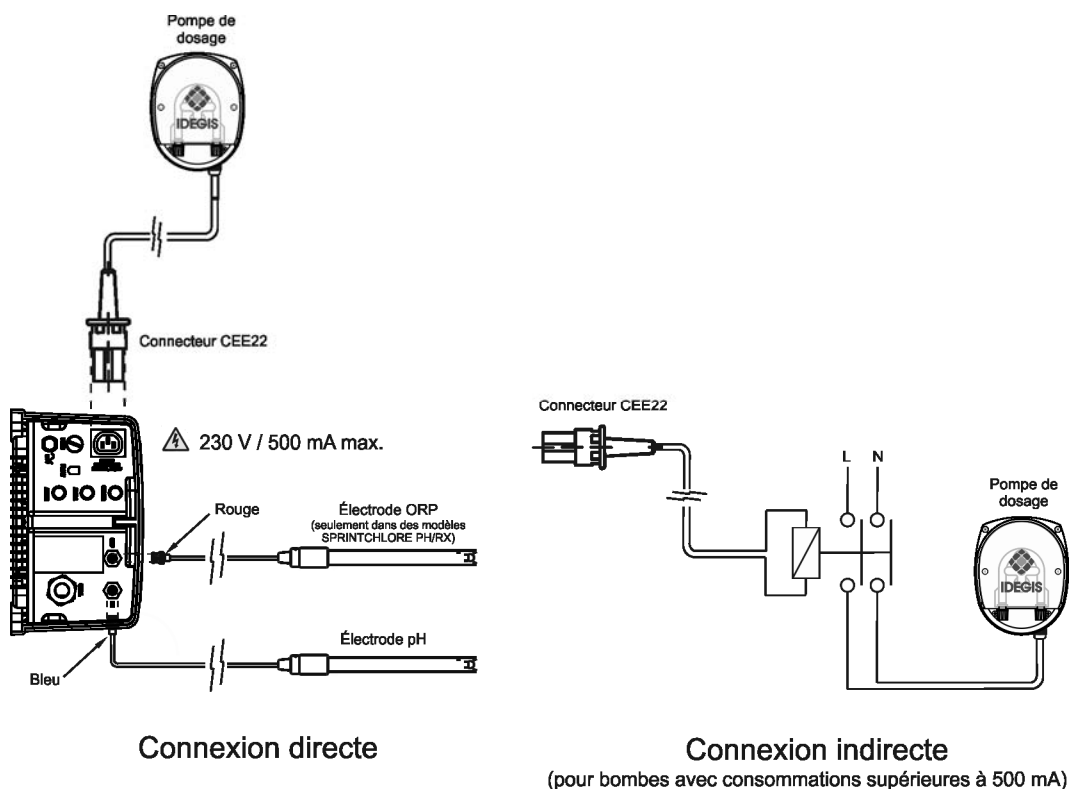 Pompe de
dosage
IDEGIS
Connecteur CEE22
230 V / 500 mA max.
Rouge
Électrode ORP
(seulement dans des modèles
SPRINTCHLORE PH/RX)
Électrode pH
Bleu
Connexion directe
Connecteur CEE22
L N
Pompe de
dosage
IDEGIS
Connexion indirecte
(pour bombes avec consommations supérieures à 500 mA)